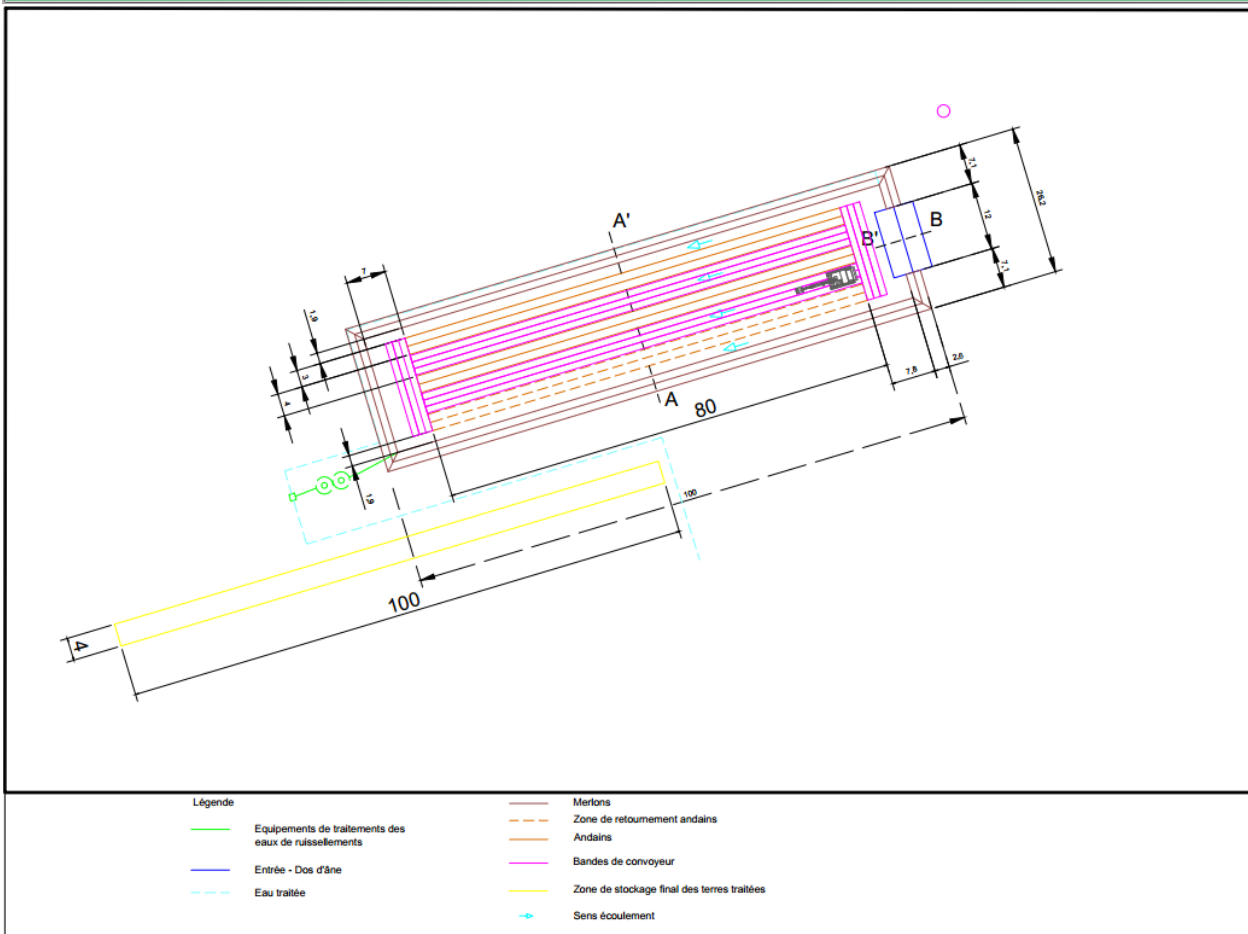 7,1
26,2
12
B
A'
B'
7,1
7
1,9
3
2,6
7,8
4
A
80
1,9
100
100
4
Légende
Equipements de traitements des
eaux de ruissellements
Entrée - Dos d'âne
Eau traitée
Merlons
Zone de retournement andains
Andains
Bandes de convoyeur
Zone de stockage final des terres traitées
Sens écoulement